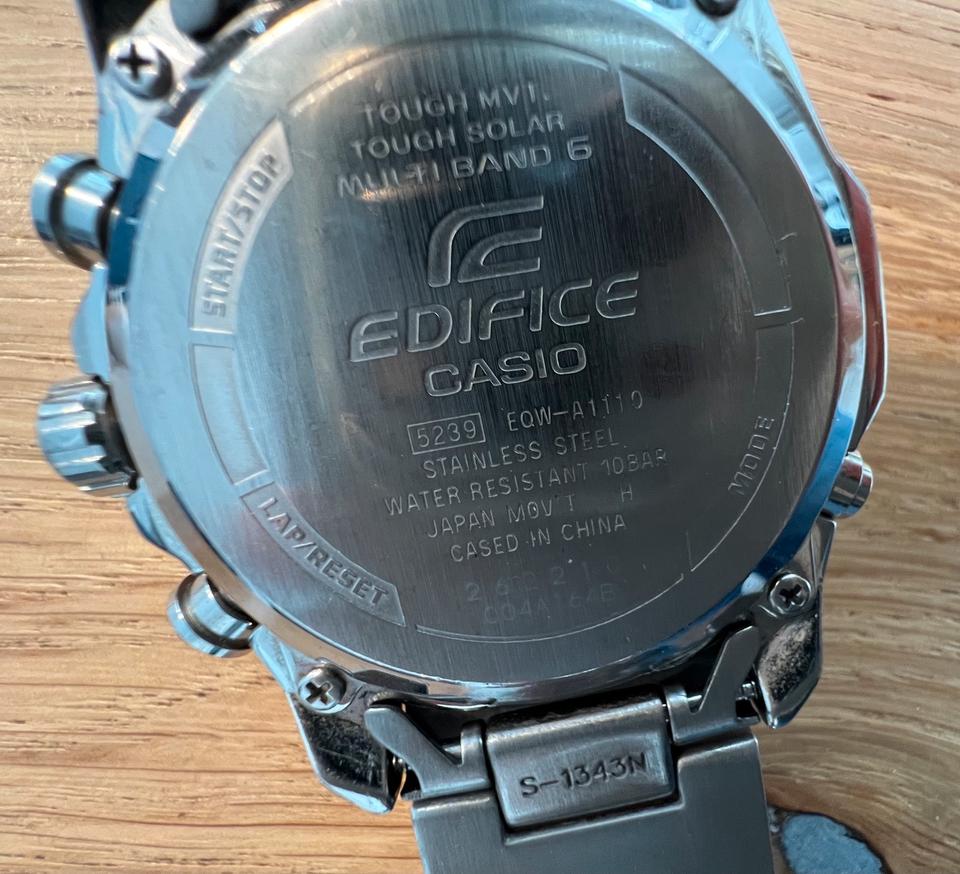 TOUGH MVT.
TOUGH SOLAR
MULTI BAND 6
START/STOP
EDIFICE
CASIO
5239 EQW-A1110
STAINLESS STEEL
WATER RESISTANT 10BAR
JAPAN MOV'T H
CASED IN CHINA
MODE
LAP/RESET
S-1343N